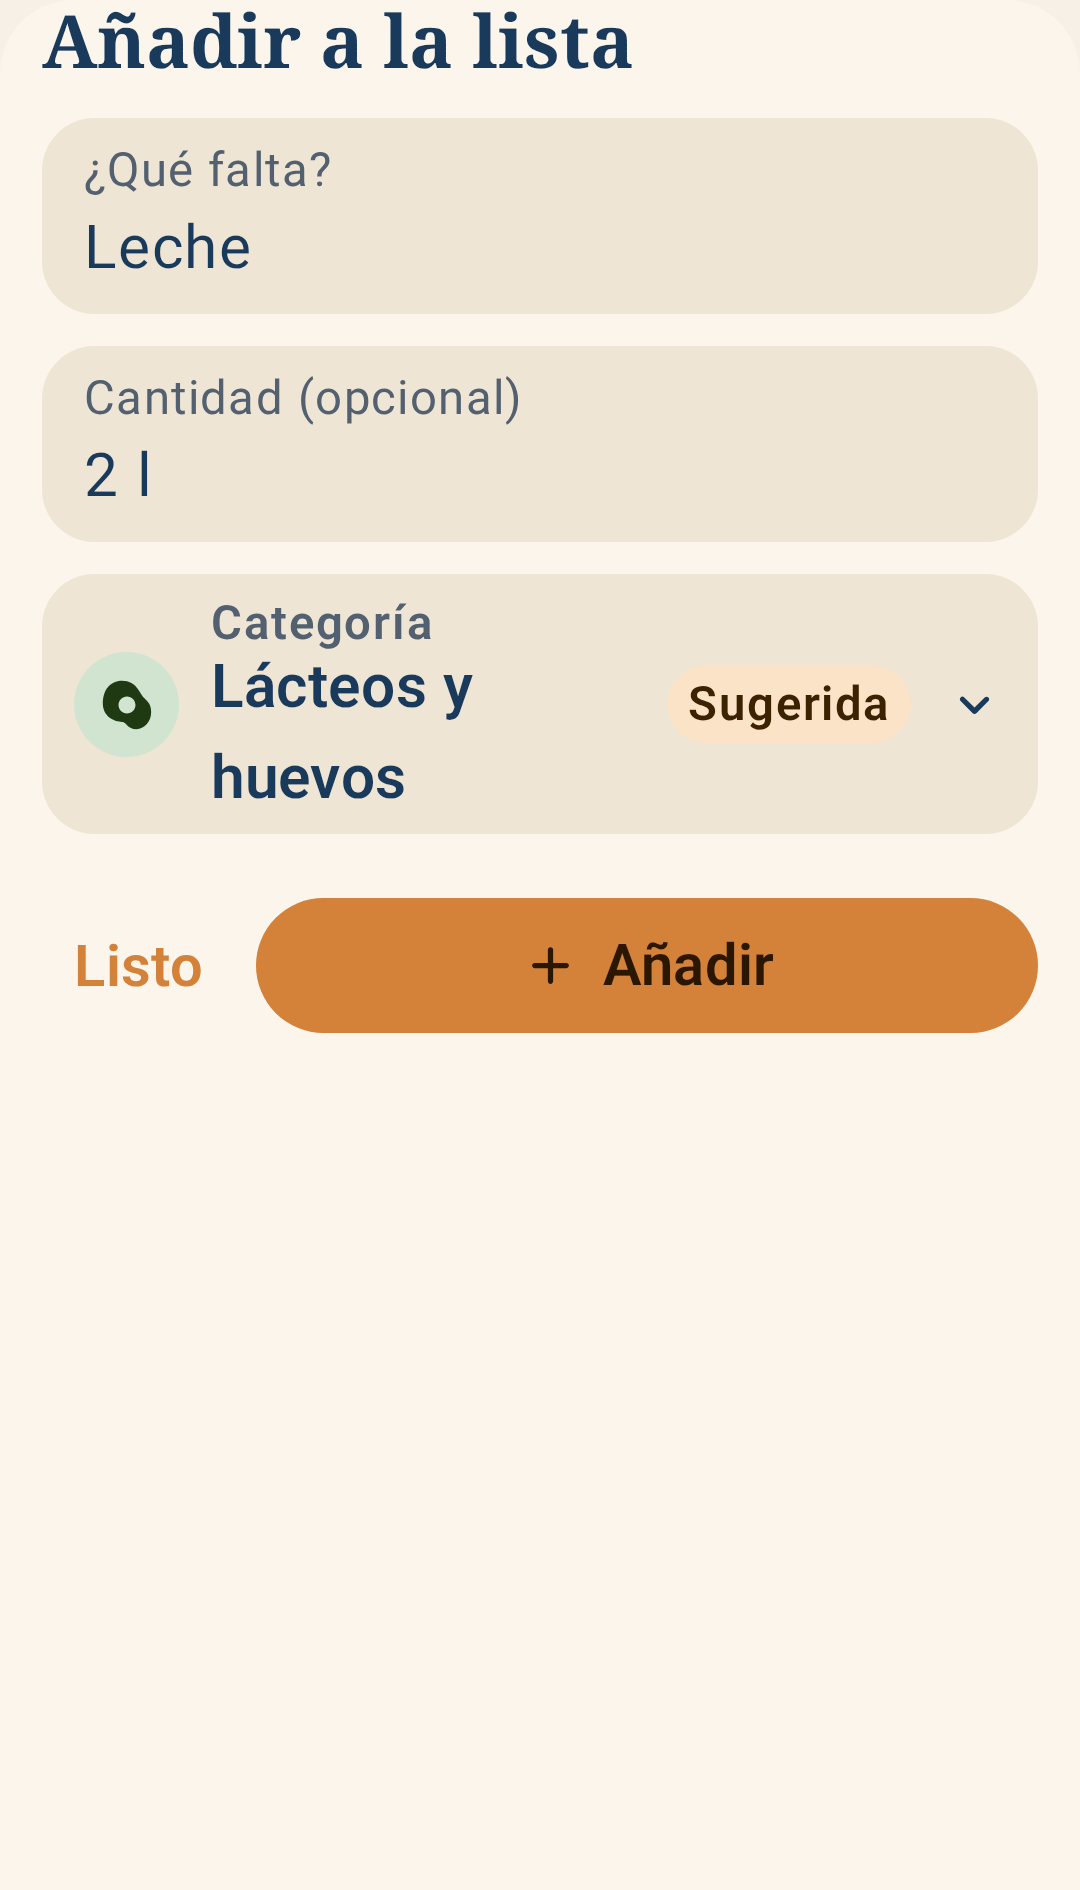 Añadir a la lista
¿Qué falta?
Leche
Cantidad (opcional)
2 l
Categoría
Lácteos y
huevos
Sugerida
Listo
+ Añadir